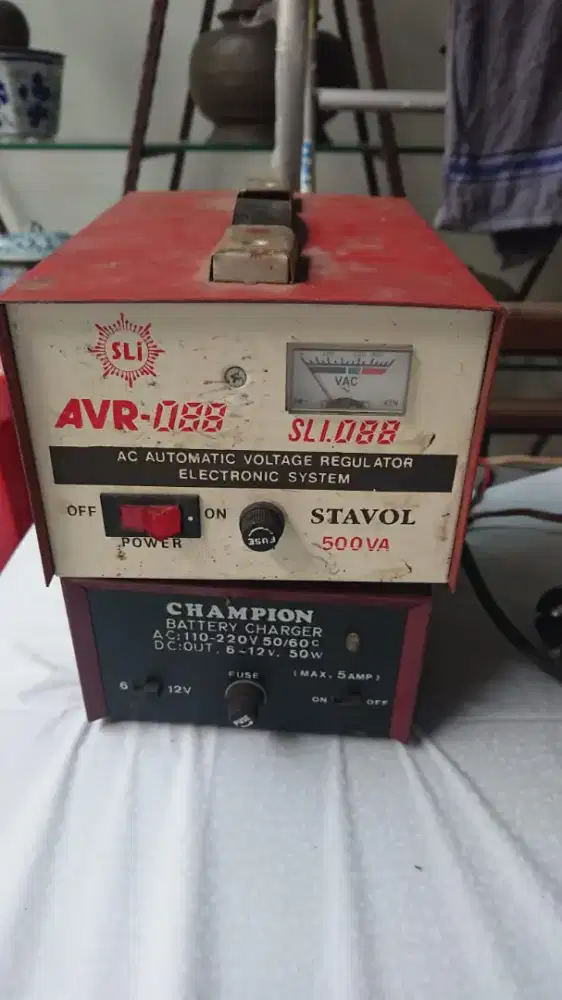 SLi
VAC
AVR-088
SLI.088
AC AUTOMATIC VOLTAGE REGULATOR
ELECTRONIC SYSTEM
OFF
ON
POWER
FUSE
STAVOL
500VA
CHAMPION
BATTERY CHARGER
AC:110-220V 50/60c
DC:OUT. 6-12V. 50W
(MAX. 5AMP)
6
12V
FUSE
FUSE
ON
OFF